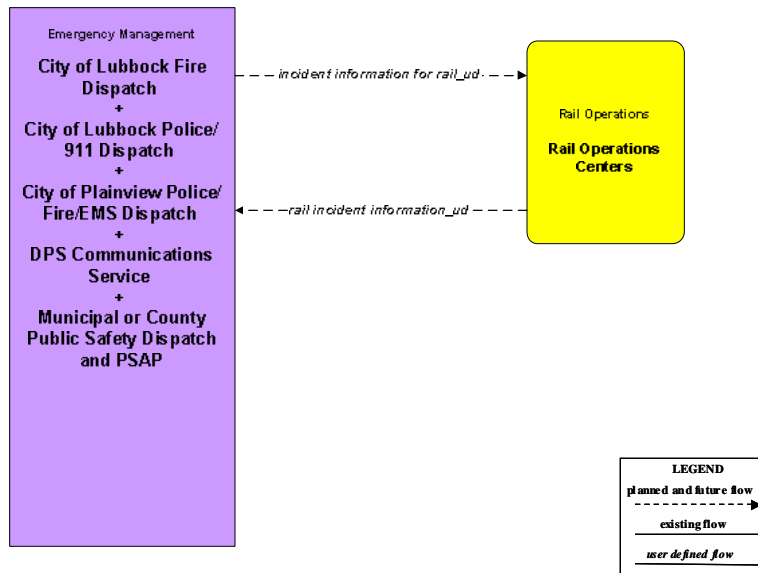 Emergency Management
City of Lubbock Fire
Dispatch
+
City of Lubbock Police/
911 Dispatch
+
City of Plainview Police/
Fire/EMS Dispatch
+
DPS Communications
Service
+
Municipal or County
Public Safety Dispatch
and PSAP
incident information for rail_ud
rail incident information_ud
Rail Operations
Rail Operations
Centers
LEGEND
planned and future flow
existing flow
user defined flow